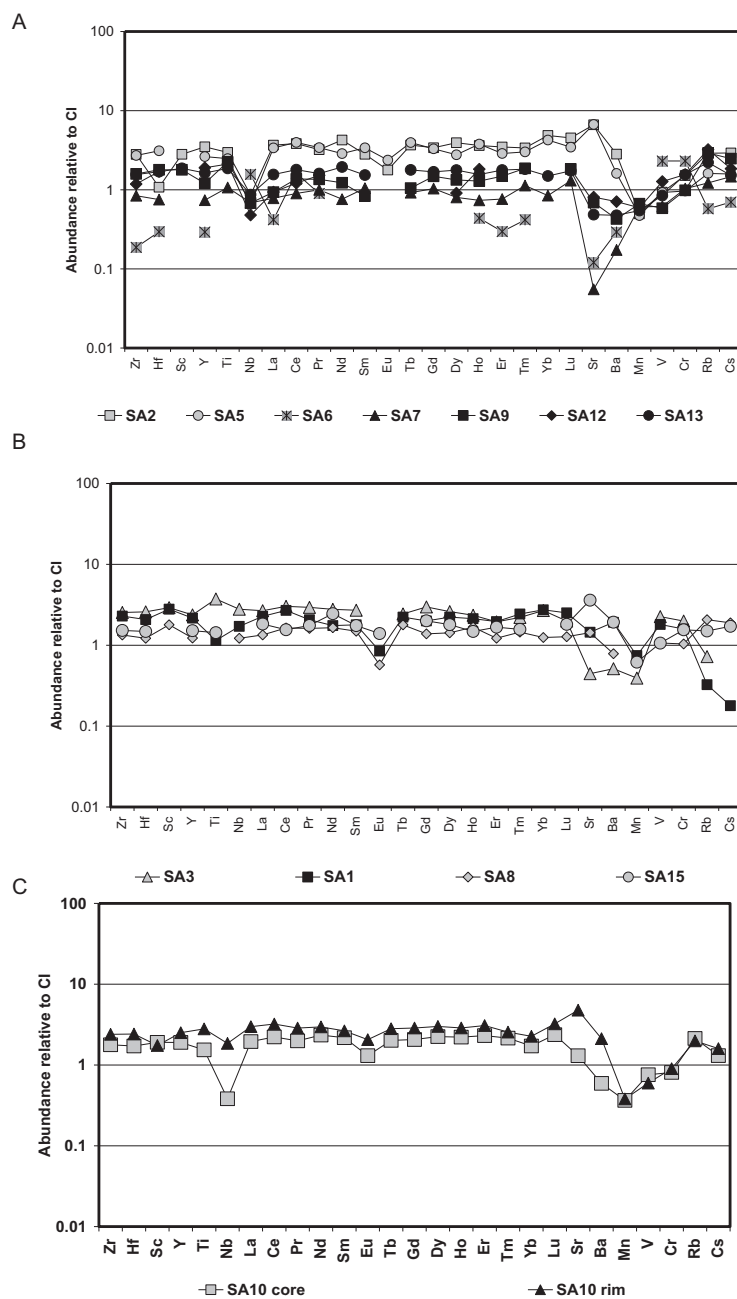 A
Abundance relative to CI
100
10
1
0.1
0.01
Zr Hf Sc Y Ti Nb La Ce Pr Nd Sm Eu Tb Gd Dy Ho Er Tm Yb Lu Sr Ba Mn V Cr Rb Cs
SA2 SA5 SA6 SA7 SA9 SA12 SA13
B
Abundance relative to CI
100
10
1
0.1
0.01
Zr Hf Sc Y Ti Nb La Ce Pr Nd Sm Eu Tb Gd Dy Ho Er Tm Yb Lu Sr Ba Mn V Cr Rb Cs
SA3 SA1 SA8 SA15
C
Abundance relative to CI
100
10
1
0.1
0.01
Zr Hf Sc Y Ti Nb La Ce Pr Nd Sm Eu Tb Gd Dy Ho Er Tm Yb Lu Sr Ba Mn V Cr Rb Cs
SA10 core SA10 rim